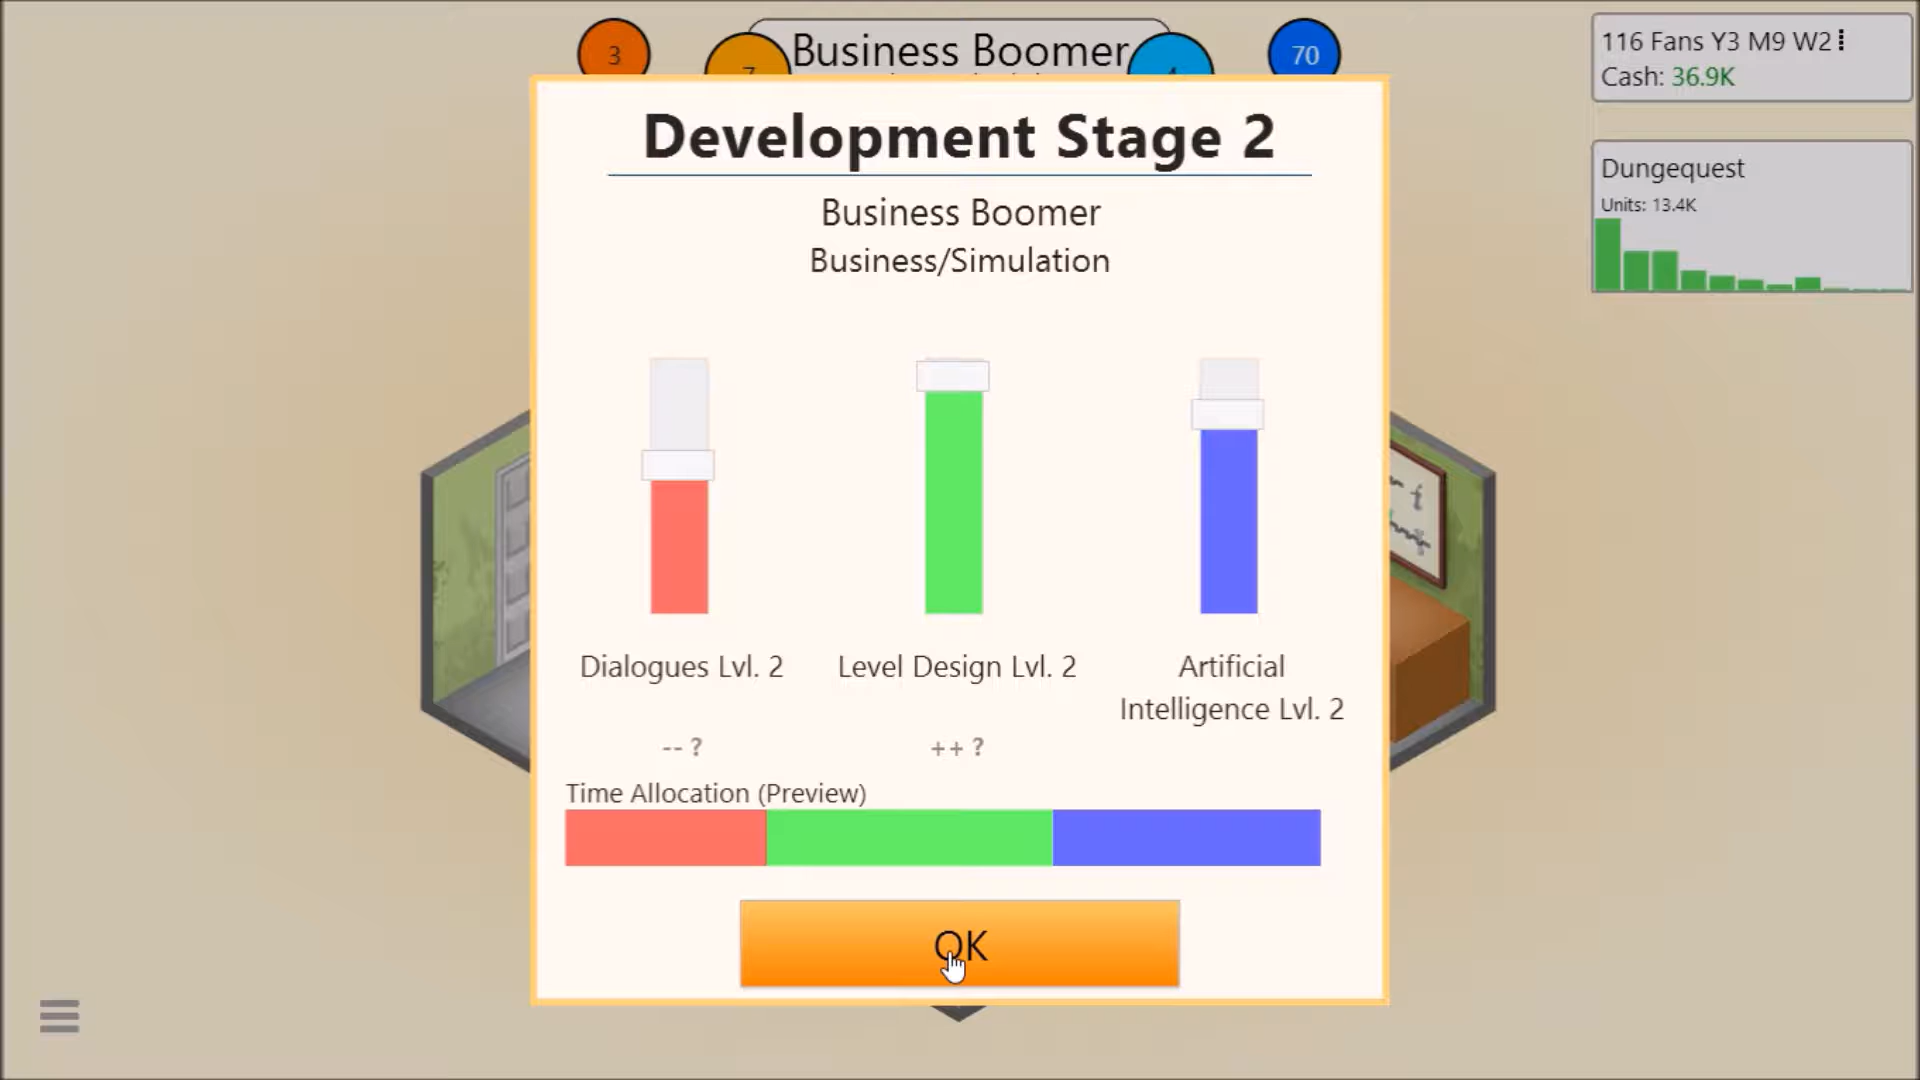 3
Business Boomer
70
116 Fans Y3 M9 W2
Cash: 36.9K
Development Stage 2
Business Boomer
Business/Simulation
Dungequest
Units: 13.4K
Dialogues Lvl. 2
Level Design Lvl. 2
Artificial
Intelligence Lvl. 2
-- ?
++ ?
Time Allocation (Preview)
OK